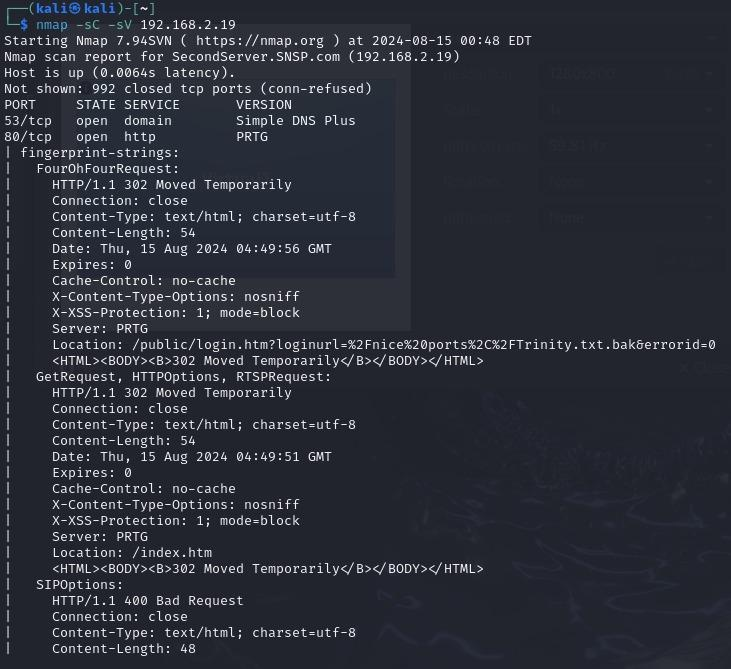 ┌──(kali㉿kali)-[~]
└─$ nmap -sC -sV 192.168.2.19
Starting Nmap 7.94SVN ( https://nmap.org ) at 2024-08-15 00:48 EDT
Nmap scan report for SecondServer.SNSP.com (192.168.2.19)
Host is up (0.0064s latency).
Not shown: 992 closed tcp ports (conn-refused)
PORT     STATE SERVICE       VERSION
53/tcp   open  domain        Simple DNS Plus
80/tcp   open  http          PRTG
| fingerprint-strings:
|   FourOhFourRequest:
|     HTTP/1.1 302 Moved Temporarily
|     Connection: close
|     Content-Type: text/html; charset=utf-8
|     Content-Length: 54
|     Date: Thu, 15 Aug 2024 04:49:56 GMT
|     Expires: 0
|     Cache-Control: no-cache
|     X-Content-Type-Options: nosniff
|     X-XSS-Protection: 1; mode=block
|     Server: PRTG
|     Location: /public/login.htm?loginurl=%2Fnice%20ports%2C%2FTrinity.txt.bak&errorid=0
|     <HTML><BODY><B>302 Moved Temporarily</B></BODY></HTML>
|   GetRequest, HTTPOptions, RTSPRequest:
|     HTTP/1.1 302 Moved Temporarily
|     Connection: close
|     Content-Type: text/html; charset=utf-8
|     Content-Length: 54
|     Date: Thu, 15 Aug 2024 04:49:51 GMT
|     Expires: 0
|     Cache-Control: no-cache
|     X-Content-Type-Options: nosniff
|     X-XSS-Protection: 1; mode=block
|     Server: PRTG
|     Location: /index.htm
|     <HTML><BODY><B>302 Moved Temporarily</B></BODY></HTML>
|   SIPOptions:
|     HTTP/1.1 400 Bad Request
|     Connection: close
|     Content-Type: text/html; charset=utf-8
|     Content-Length: 48